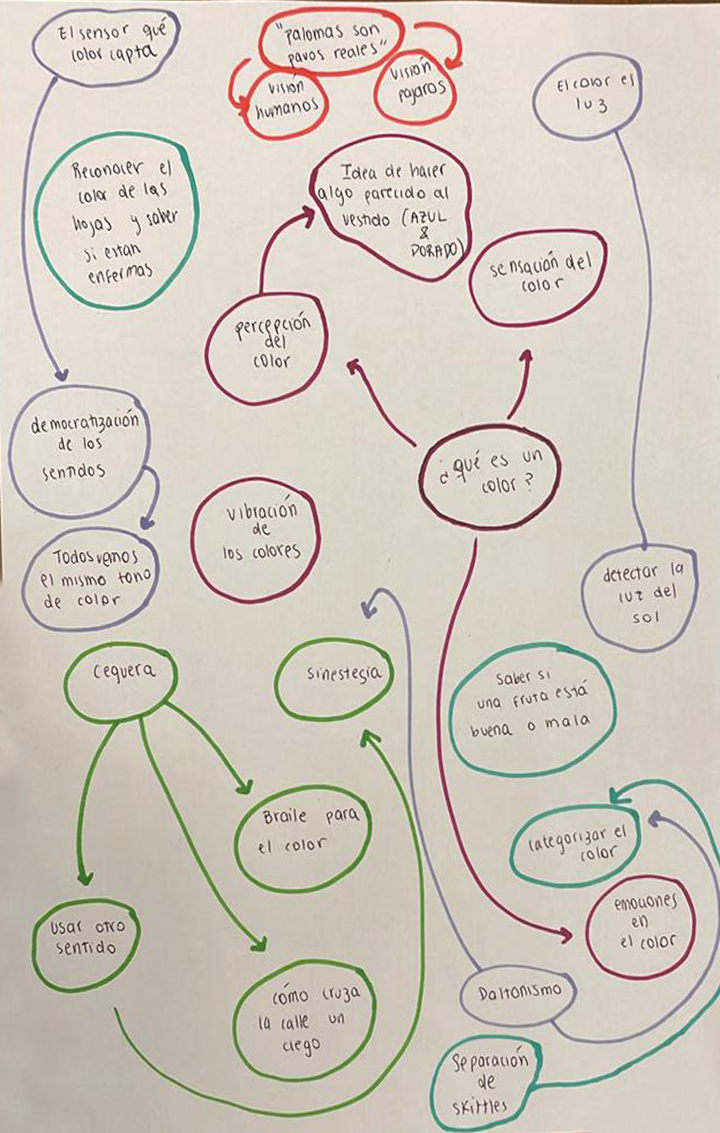 El sensor qué
color capta
"palomas son
pavos reales"
visión
humanos
visión
pajaros
El color es
luz
Reconocer el
color de las
hojas y saber
si estan
enfermas
Idea de hacer
algo parecido al
vestido (AZUL
&
DORADO)
sensación del
color
percepción
del
color
democratización
de los
sentidos
¿qué es un
color?
vibración
de
los colores
Todos vemos
el mismo tono
de color
detectar la
luz del
sol
Ceguera
sinestesia
Saber si
una fruta está
buena o mala
Braile para
el color
categorizar el
color
usar otro
sentido
emociones
en
el color
cómo cruza
la calle un
ciego
Daltonismo
Separación
de
skittles